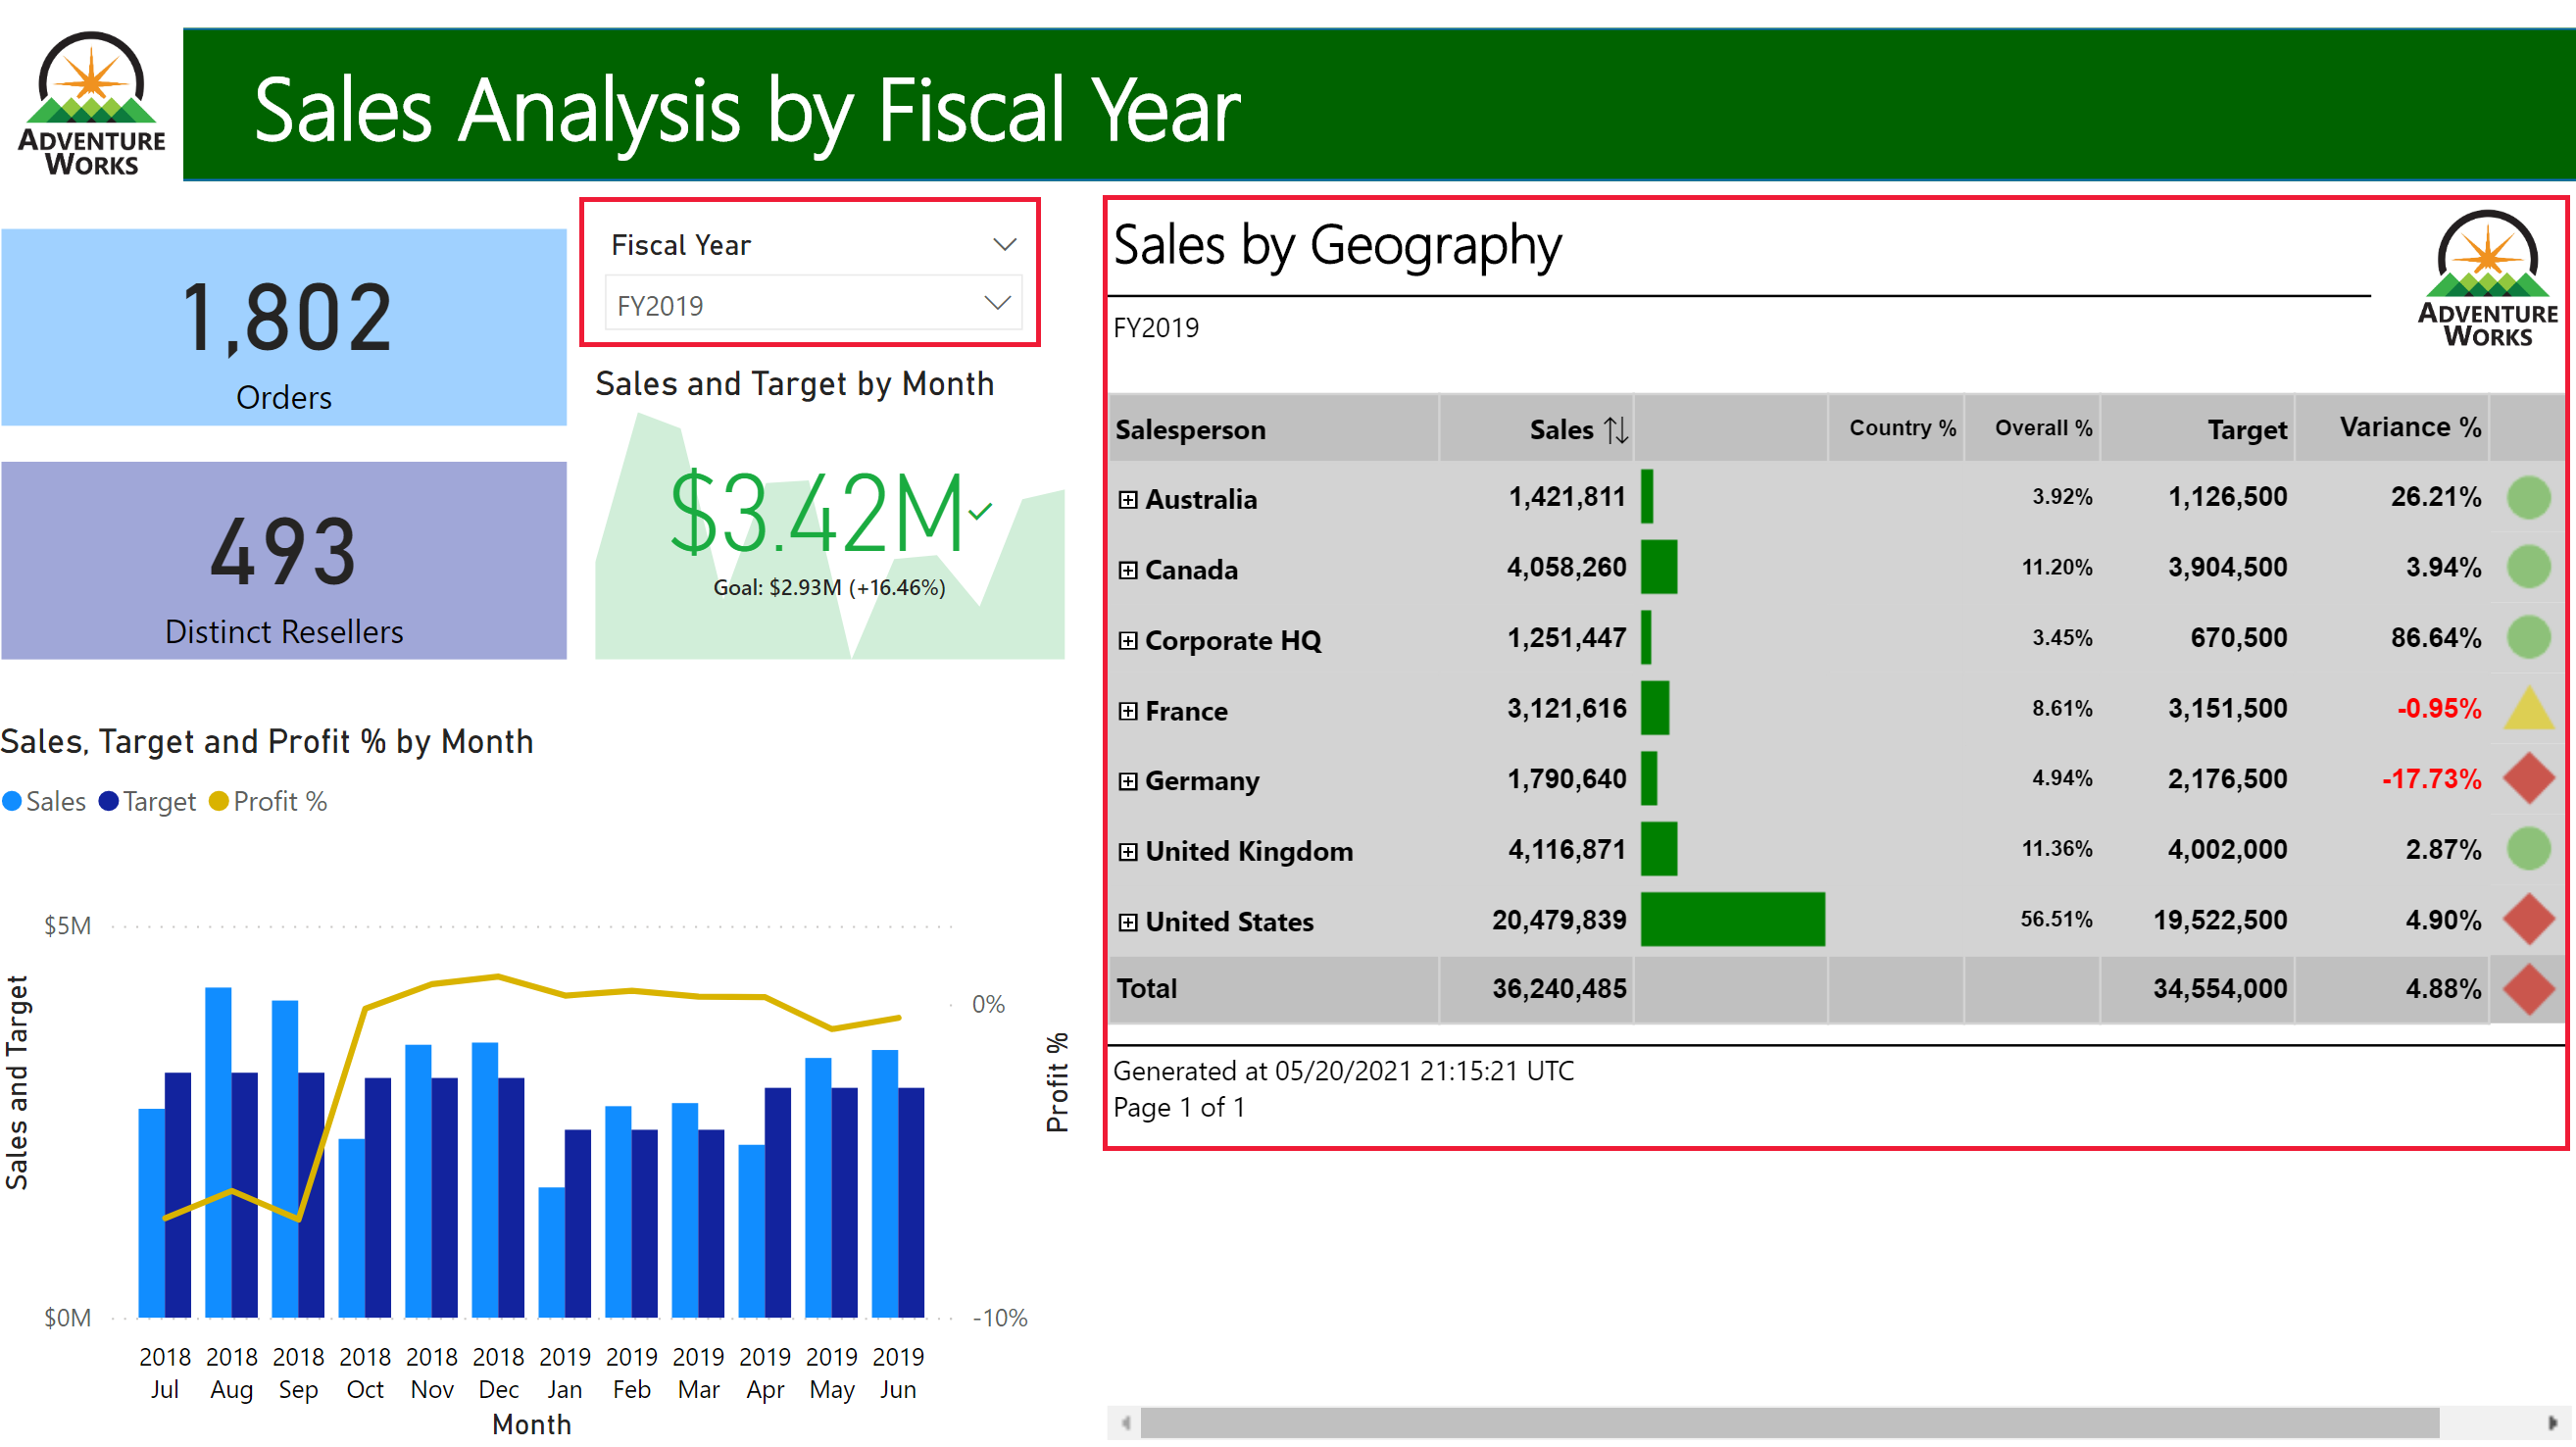 ADVENTURE
WORKS
Sales Analysis by Fiscal Year
1,802
Orders
493
Distinct Resellers
Fiscal Year
FY2019
Sales and Target by Month
$3.42M
Goal: $2.93M (+16.46%)
Sales, Target and Profit % by Month
Sales Target Profit %
Sales and Target
$5M
$0M
0%
-10%
Profit %
2018 2018 2018 2018 2018 2018 2019 2019 2019 2019 2019 2019
Jul Aug Sep Oct Nov Dec Jan Feb Mar Apr May Jun
Month
Sales by Geography
ADVENTURE
WORKS
FY2019
Salesperson Sales Country % Overall % Target Variance %
Australia 1,421,811 3.92% 1,126,500 26.21%
Canada 4,058,260 11.20% 3,904,500 3.94%
Corporate HQ 1,251,447 3.45% 670,500 86.64%
France 3,121,616 8.61% 3,151,500 -0.95%
Germany 1,790,640 4.94% 2,176,500 -17.73%
United Kingdom 4,116,871 11.36% 4,002,000 2.87%
United States 20,479,839 56.51% 19,522,500 4.90%
Total 36,240,485 34,554,000 4.88%
Generated at 05/20/2021 21:15:21 UTC
Page 1 of 1